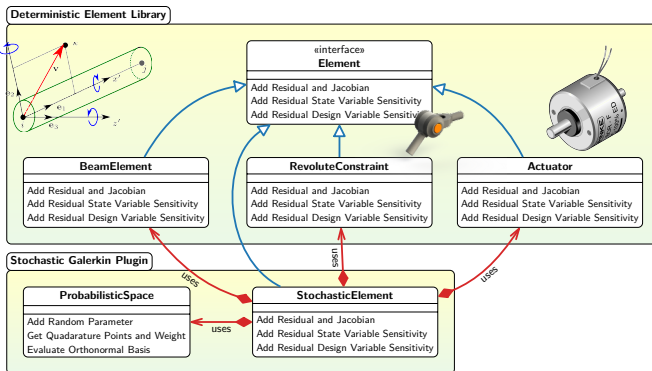 Deterministic Element Library
«interface»
Element
Add Residual and Jacobian
Add Residual State Variable Sensitivity
Add Residual Design Variable Sensitivity
BeamElement
Add Residual and Jacobian
Add Residual State Variable Sensitivity
Add Residual Design Variable Sensitivity
RevoluteConstraint
Add Residual and Jacobian
Add Residual State Variable Sensitivity
Add Residual Design Variable Sensitivity
Actuator
Add Residual and Jacobian
Add Residual State Variable Sensitivity
Add Residual Design Variable Sensitivity
uses
uses
uses
Stochastic Galerkin Plugin
ProbabilisticSpace
Add Random Parameter
Get Quadarature Points and Weight
Evaluate Orthonormal Basis
uses
StochasticElement
Add Residual and Jacobian
Add Residual State Variable Sensitivity
Add Residual Design Variable Sensitivity
v
e₁
e₃
x'
z'